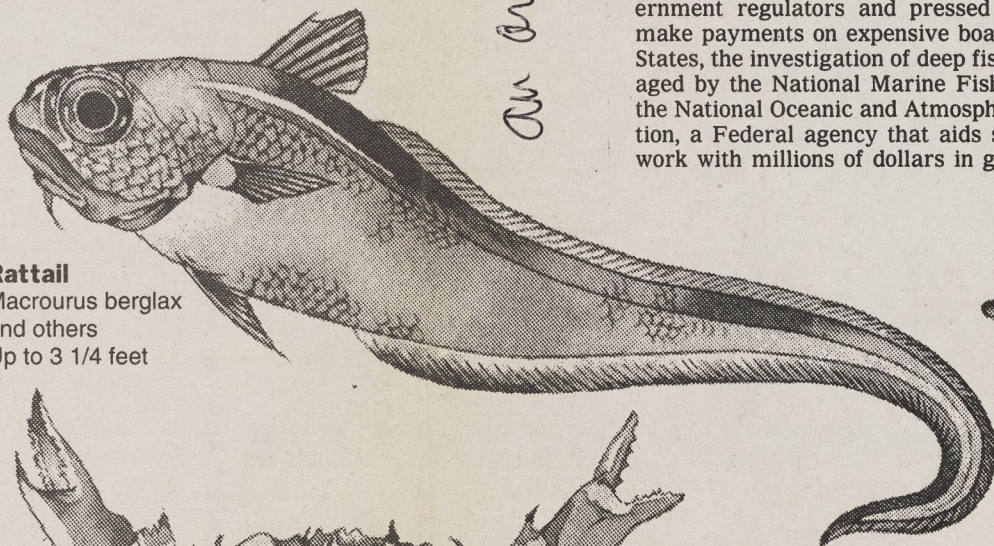 ernment regulators and pressed
make payments on expensive boa
States, the investigation of deep fis
aged by the National Marine Fish
the National Oceanic and Atmosph
tion, a Federal agency that aids s
work with millions of dollars in g
Rattail
Macrourus berglax
and others
Up to 3 1/4 feet